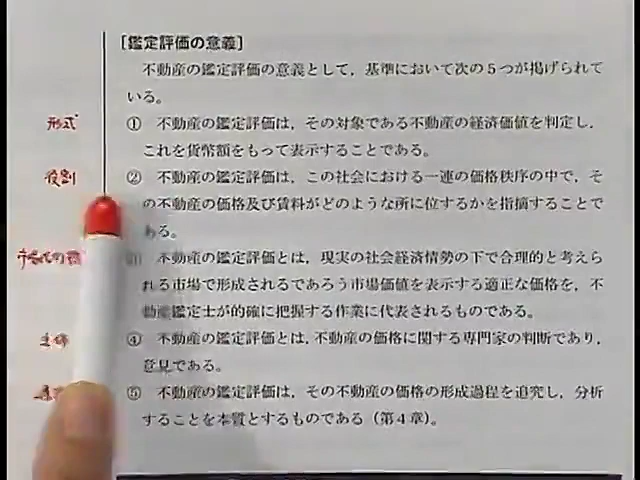 ［鑑定評価の意義］
不動産の鑑定評価の意義として，基準において次の５つが掲げられて
いる。
形式
①　不動産の鑑定評価は，その対象である不動産の経済価値を判定し，
これを貨幣額をもって表示することである。
役割
②　不動産の鑑定評価は，この社会における一連の価格秩序の中で，そ
の不動産の価格及び賃料がどのような所に位するかを指摘することで
ある。
不動産の鑑定評価とは，現実の社会経済情勢の下で合理的と考えら
れる市場で形成されるであろう市場価値を表示する適正な価格を，不
動産鑑定士が的確に把握する作業に代表されるものである。
④　不動産の鑑定評価とは，不動産の価格に関する専門家の判断であり，
意見である。
⑤　不動産の鑑定評価は，その不動産の価格の形成過程を追究し，分析
することを本質とするものである（第４章）。